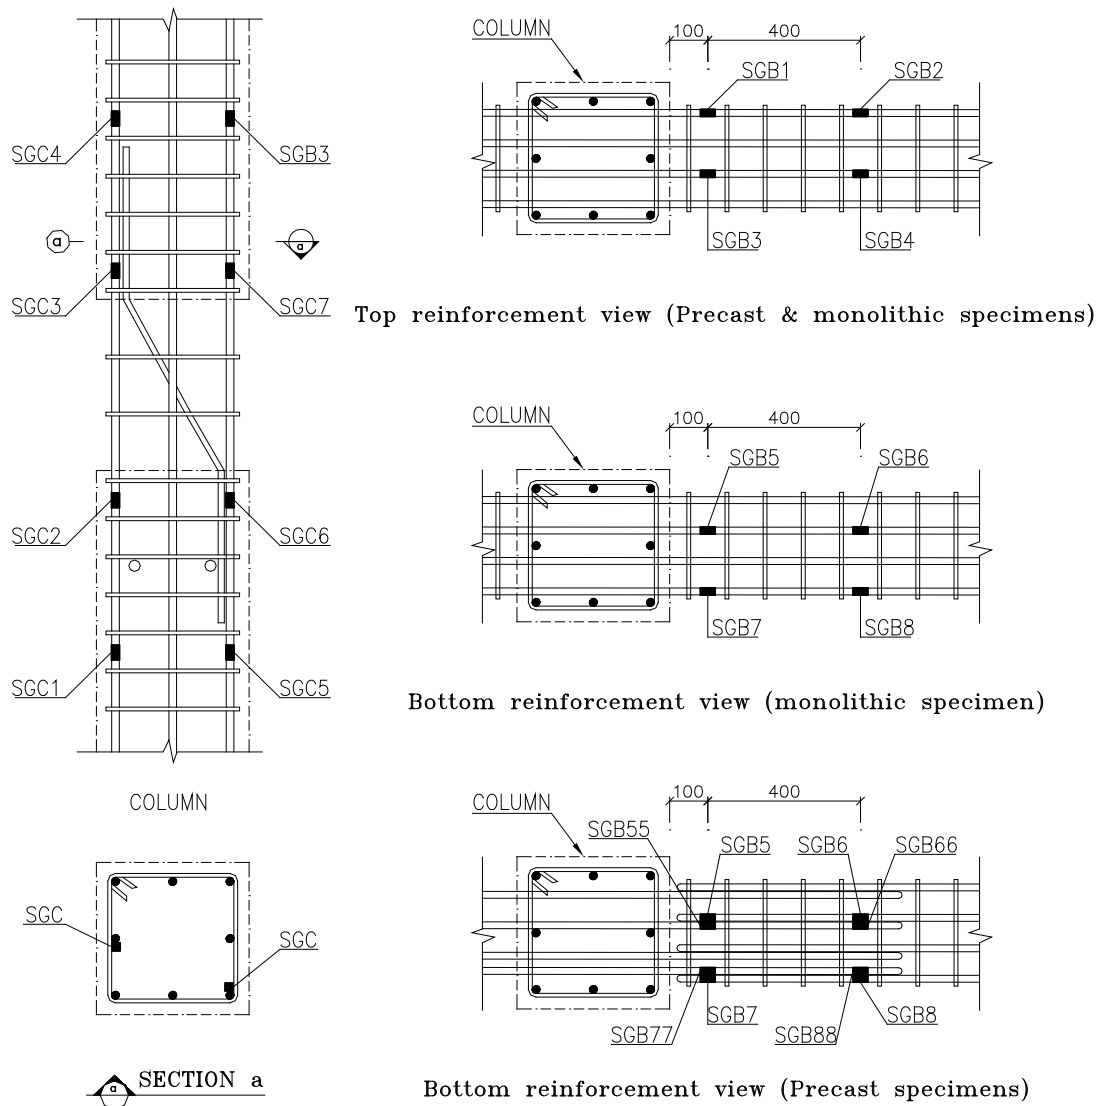 SGC4
SGB3
a
a
SGC3
SGC7
SGC2
SGC6
SGC1
SGC5
COLUMN
SGC
SGC
a
SECTION a
COLUMN
100
400
SGB1
SGB2
SGB3
SGB4
Top reinforcement view (Precast & monolithic specimens)
COLUMN
100
400
SGB5
SGB6
SGB7
SGB8
Bottom reinforcement view (monolithic specimen)
COLUMN
100
400
SGB55
SGB5
SGB6
SGB66
SGB77
SGB7
SGB88
SGB8
Bottom reinforcement view (Precast specimens)